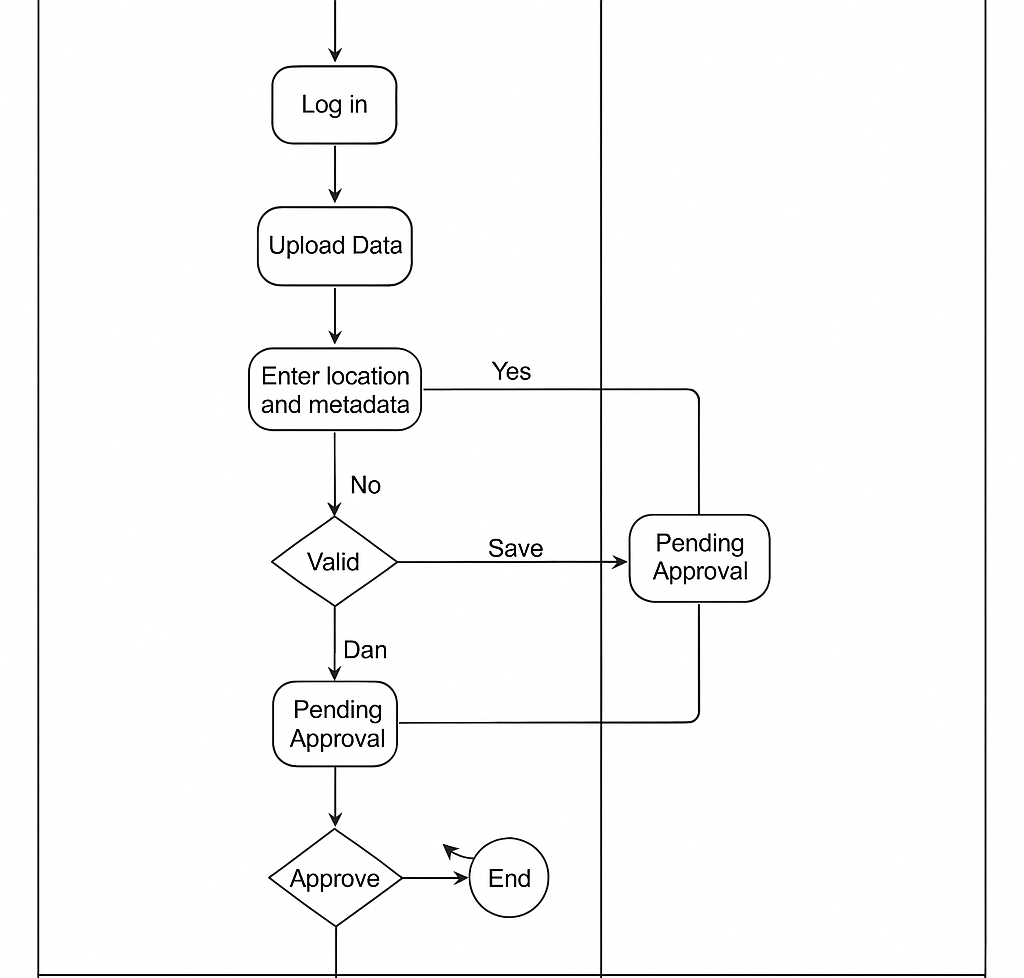 Log in
Upload Data
Enter location
and metadata
Yes
No
Valid
Save
Pending
Approval
Dan
Pending
Approval
Approve
End